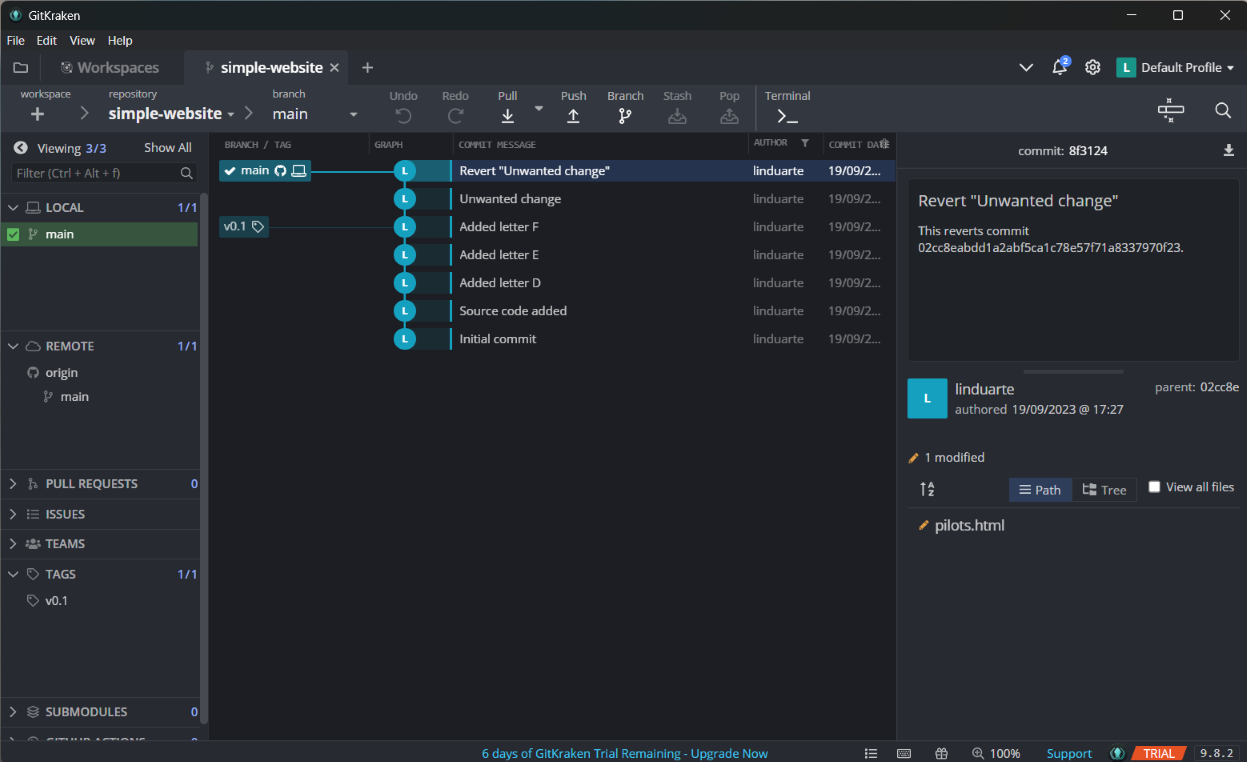 GitKraken
File Edit View Help
Workspaces
simple-website
2
L Default Profile
workspace
repository
simple-website
branch
main
Undo
Redo
Pull
Push
Branch
Stash
Pop
Terminal
Viewing 3/3 Show All
Filter (Ctrl + Alt + f)
LOCAL 1/1
main
REMOTE 1/1
origin
main
PULL REQUESTS 0
ISSUES
TEAMS
TAGS 1/1
v0.1
SUBMODULES 0
GITHUB ACTIONS 0
BRANCH / TAG GRAPH COMMIT MESSAGE AUTHOR COMMIT DATE
main L Revert "Unwanted change" linduarte 19/09/2...
L Unwanted change linduarte 19/09/2...
v0.1 L Added letter F linduarte 19/09/2...
L Added letter E linduarte 19/09/2...
L Added letter D linduarte 19/09/2...
L Source code added linduarte 19/09/2...
L Initial commit linduarte 19/09/2...
commit: 8f3124
Revert "Unwanted change"
This reverts commit
02cc8eabdd1a2abf5ca1c78e57f71a8337970f23.
L
linduarte
authored 19/09/2023 @ 17:27
parent: 02cc8e
1 modified
Path Tree View all files
pilots.html
6 days of GitKraken Trial Remaining - Upgrade Now
100% Support TRIAL 9.8.2